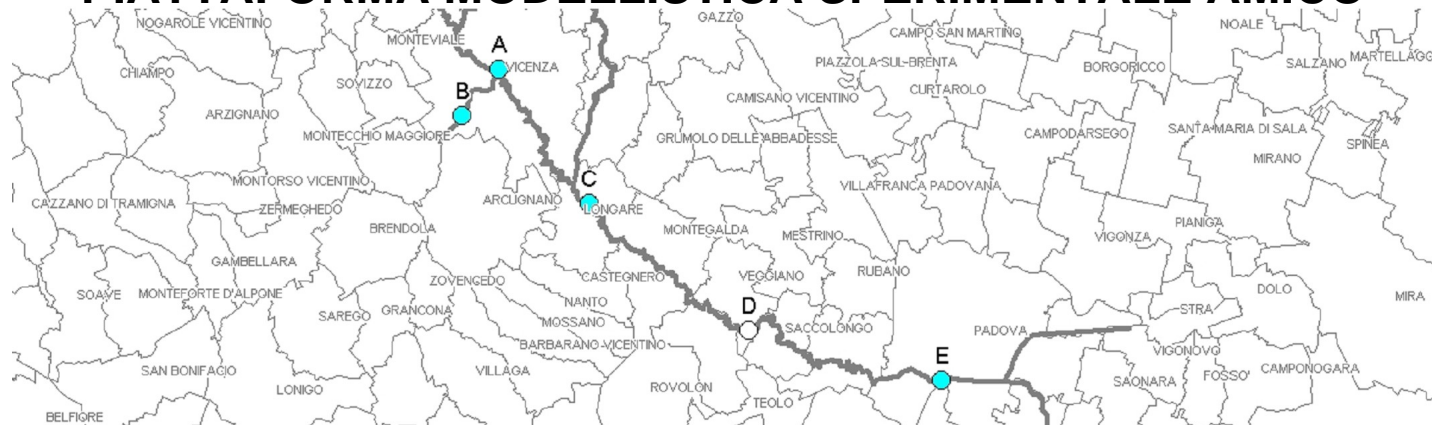 PIATTAFORMA MODELLISTICA SPERIMENTALE AMICO
NOGAROLE VICENTINO
GAZZO
NOALE
MONTEVIALE
A
CAMPO SAN MARTINO
CHIAMPO
VICENZA
PIAZZOLA-SUL-BRENTA
BORGORICCO
SALZANO
MARTELLAGO
SOVIZZO
B
CAMISANO VICENTINO
CURTAROLO
ARZIGNANO
MONTECCHIO MAGGIORE
GRUMOLO DELLE ABBADESSE
CAMPODARSEGO
SANTA MARIA DI SALA
SPINEA
MIRANO
MONTORSO VICENTINO
C
VILLAFRANCA PADOVANA
CAZZANO DI TRAMIGNA
ZERMEGHEDO
ARCUGNANO
LONGARE
BRENDOLA
MONTEGALDA
MESTRINO
VIGONZA
PIANIGA
GAMBELLARA
ZOVENCEDO
CASTEGNERO
VEGGIANO
RUBANO
SOAVE
MONTEFORTE D'ALPONE
NANTO
DOLO
MIRA
SAREGO
GRANCONA
MOSSANO
D
SACCOLONGO
PADOVA
STRA
BARBARANO VICENTINO
E
VIGONOVO
SAN BONIFACIO
VILLAGA
ROVOLON
SAONARA
FOSSO'
CAMPONOGARA
LONIGO
TEOLO
BELFIORE